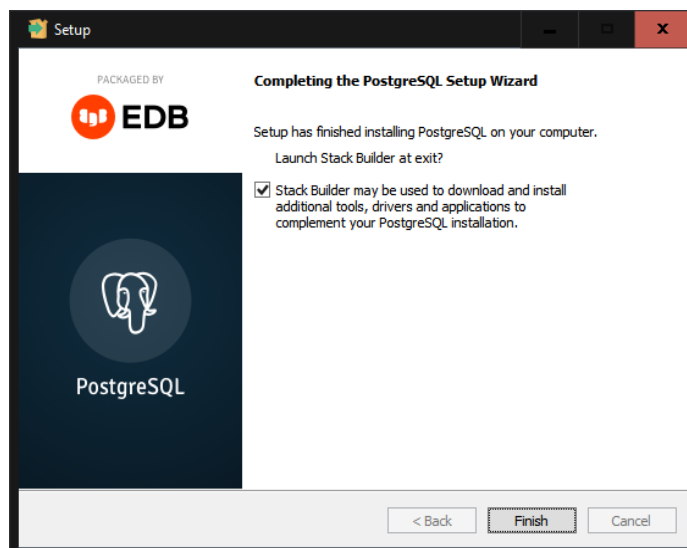 Setup
PACKAGED BY
EDB
PostgreSQL
Completing the PostgreSQL Setup Wizard
Setup has finished installing PostgreSQL on your computer.
Launch Stack Builder at exit?
Stack Builder may be used to download and install
additional tools, drivers and applications to
complement your PostgreSQL installation.
< Back
Finish
Cancel